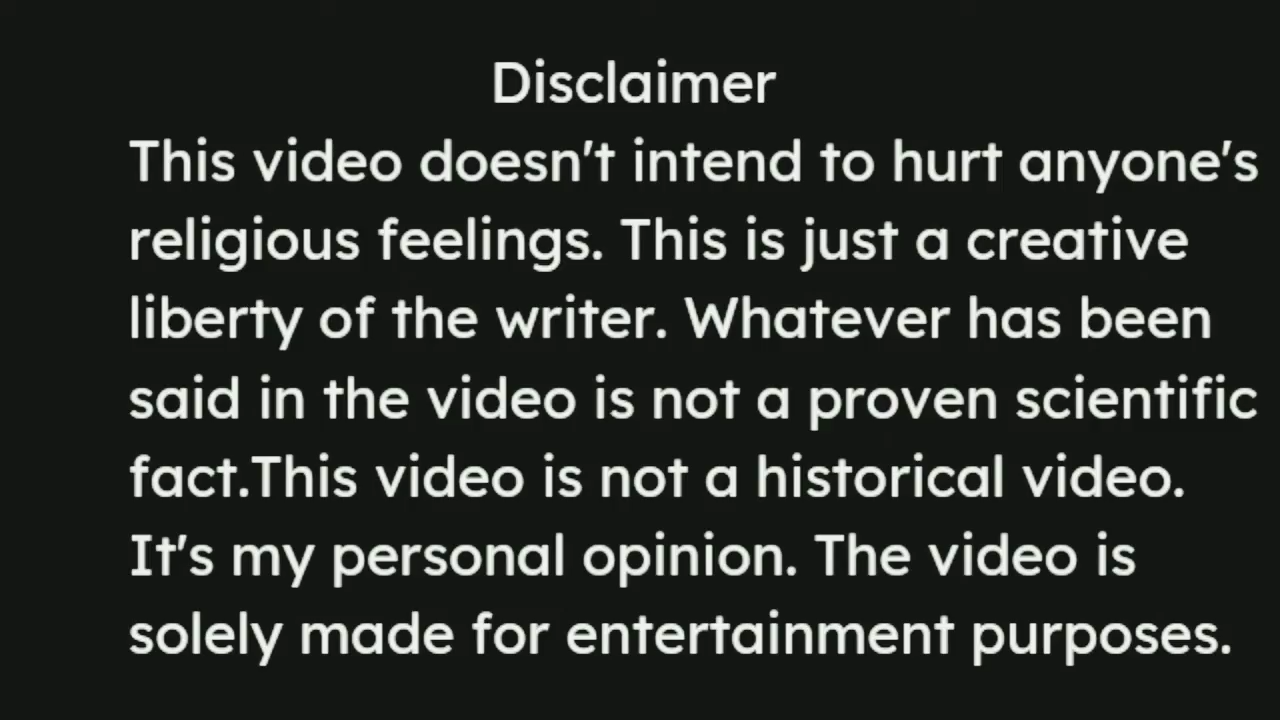 Disclaimer
This video doesn't intend to hurt anyone's
religious feelings. This is just a creative
liberty of the writer. Whatever has been
said in the video is not a proven scientific
fact.This video is not a historical video.
It's my personal opinion. The video is
solely made for entertainment purposes.